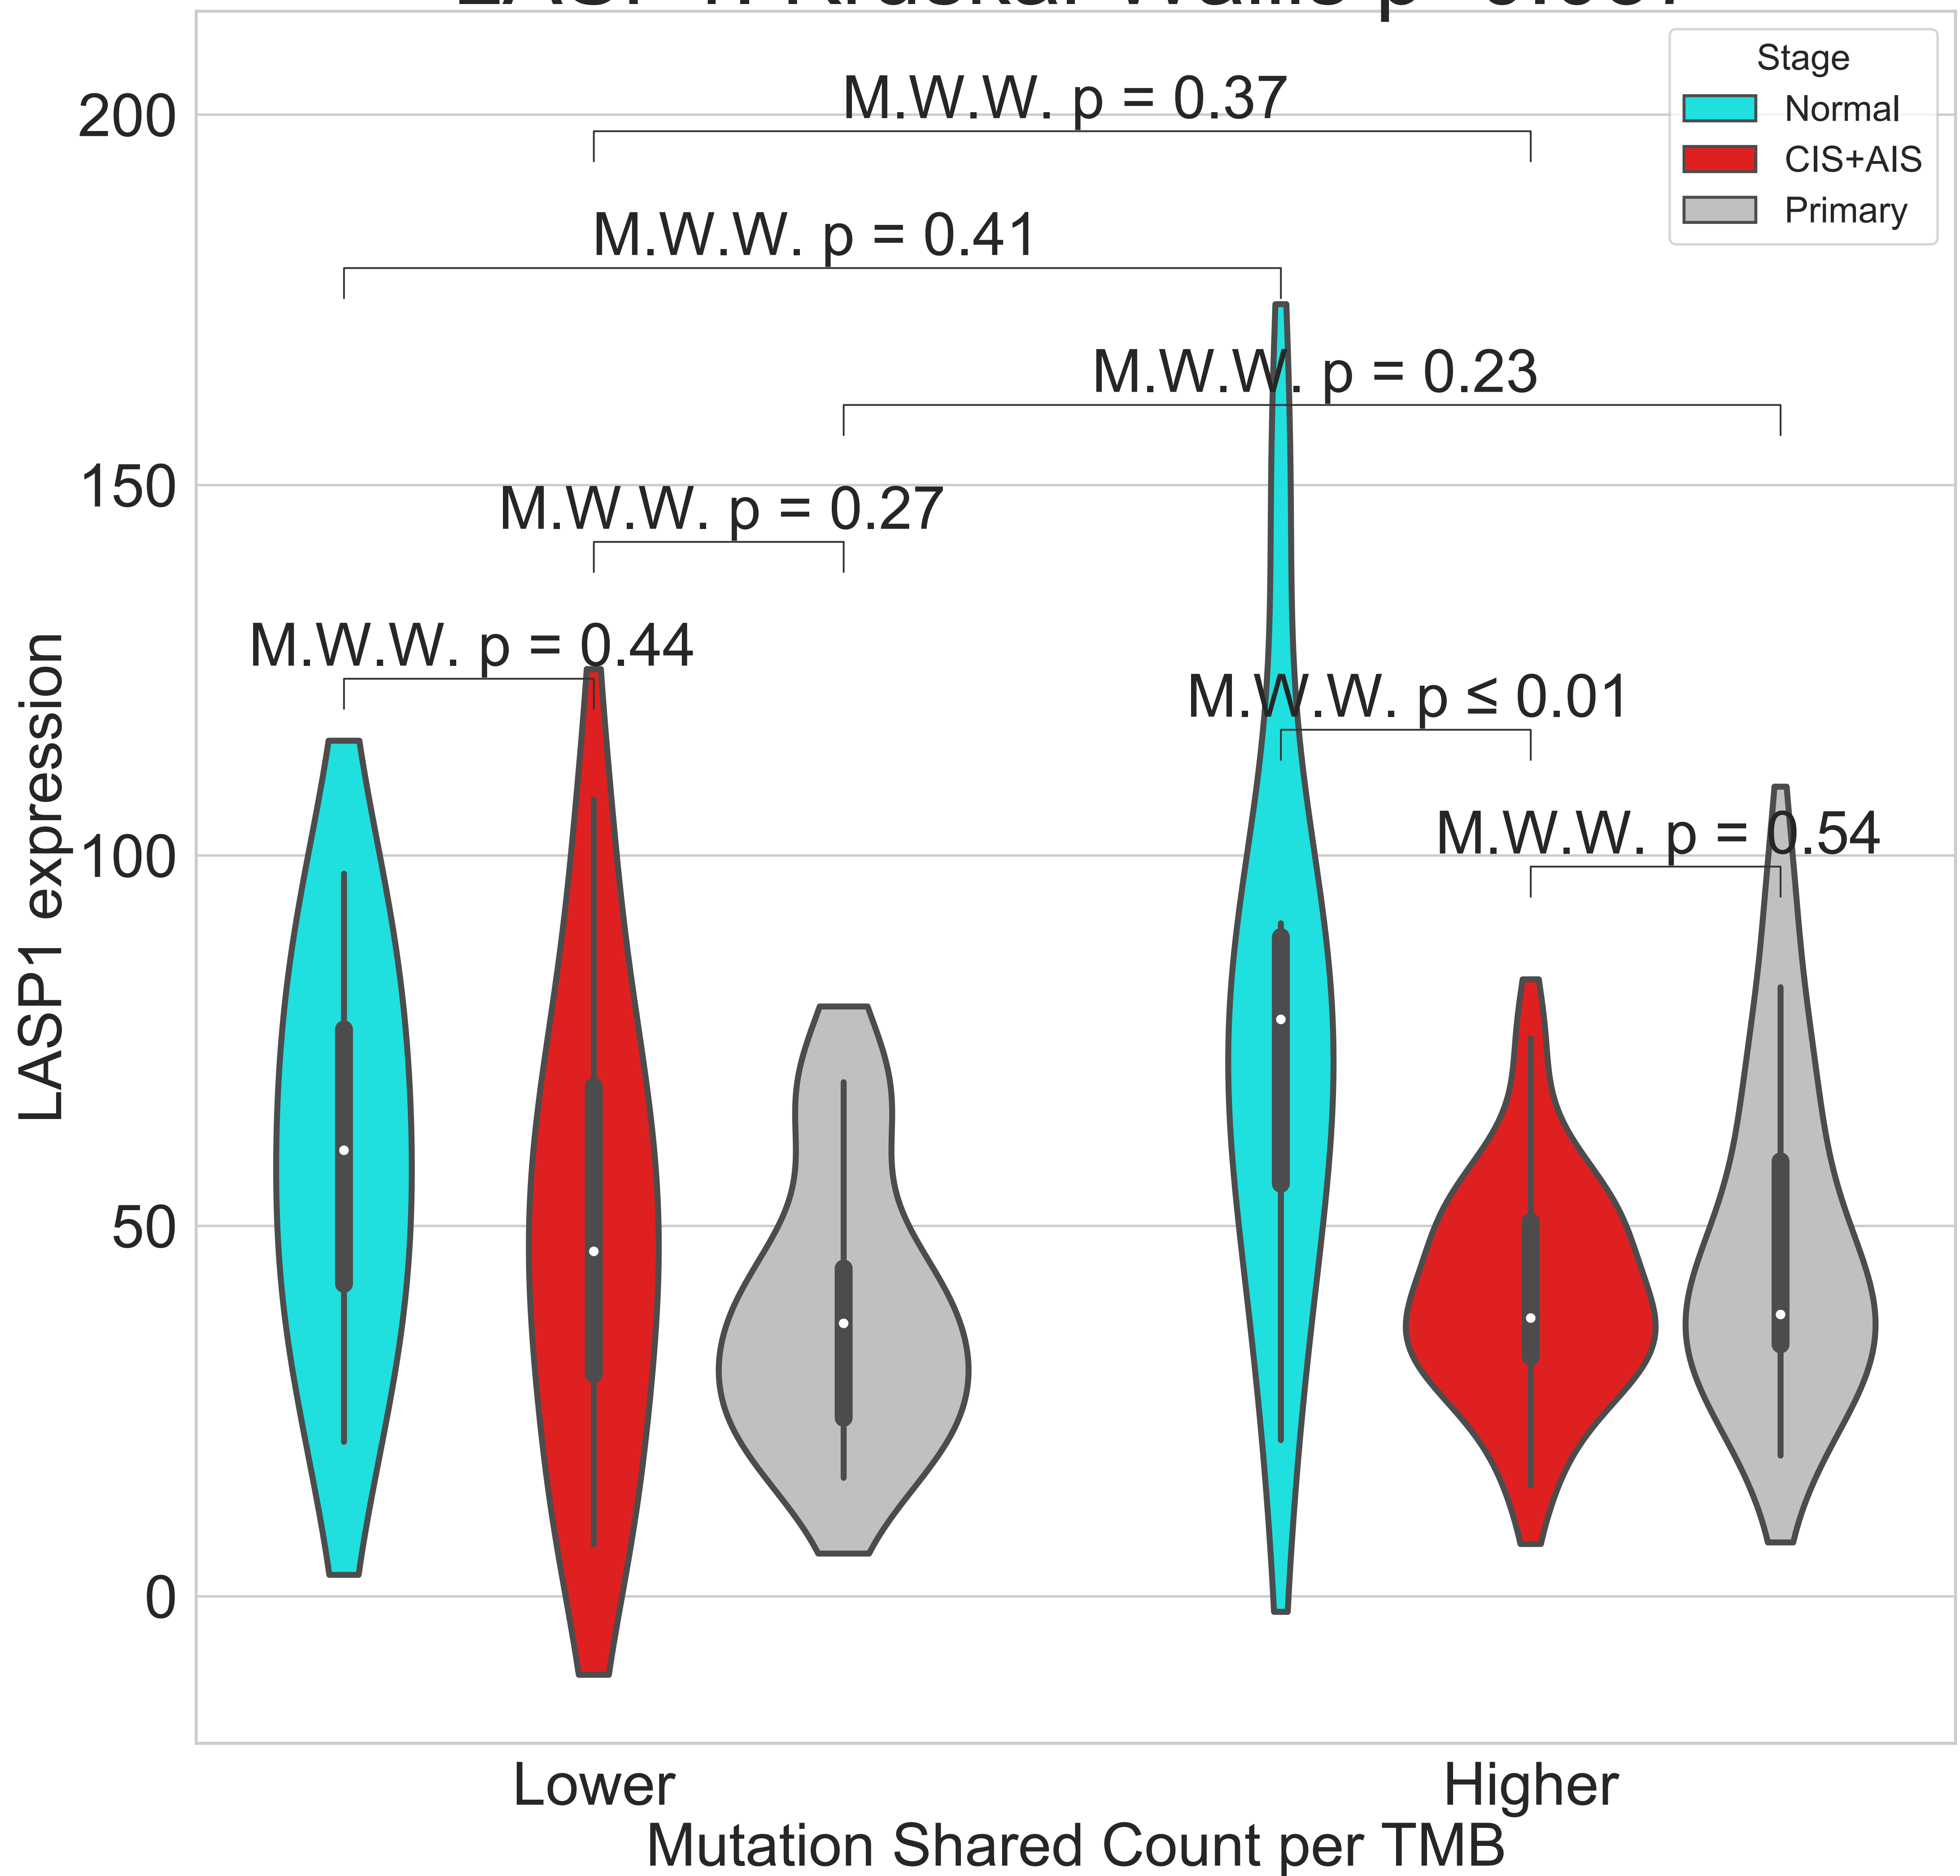 Stage
Normal
CIS+AIS
Primary
M.W.W. p = 0.37
M.W.W. p = 0.41
M.W.W. p = 0.23
M.W.W. p = 0.27
M.W.W. p = 0.44
M.W.W. p ≤ 0.01
M.W.W. p = 0.54
200
150
100
50
0
LASP1 expression
Lower
Higher
Mutation Shared Count per TMB